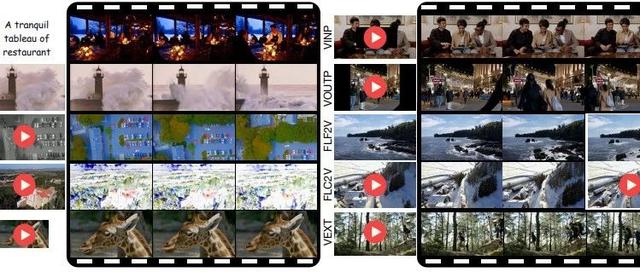 A tranquil
tableau of
restaurant
VINP
VOUTP
FLF2V
FLC2V
VEXT